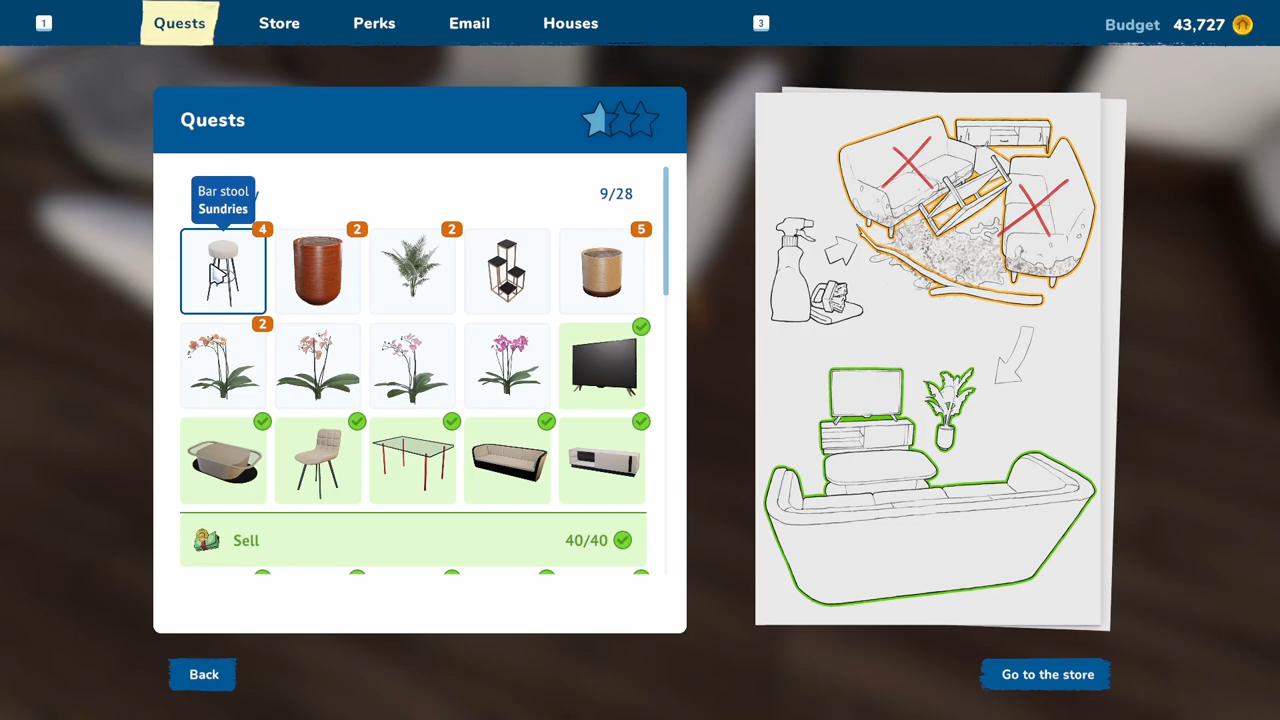 1
Quests
Store
Perks
Email
Houses
3
Budget 43,727
Quests
Bar stool
Sundries
9/28
4
2
2
5
2
Sell
40/40
Back
Go to the store